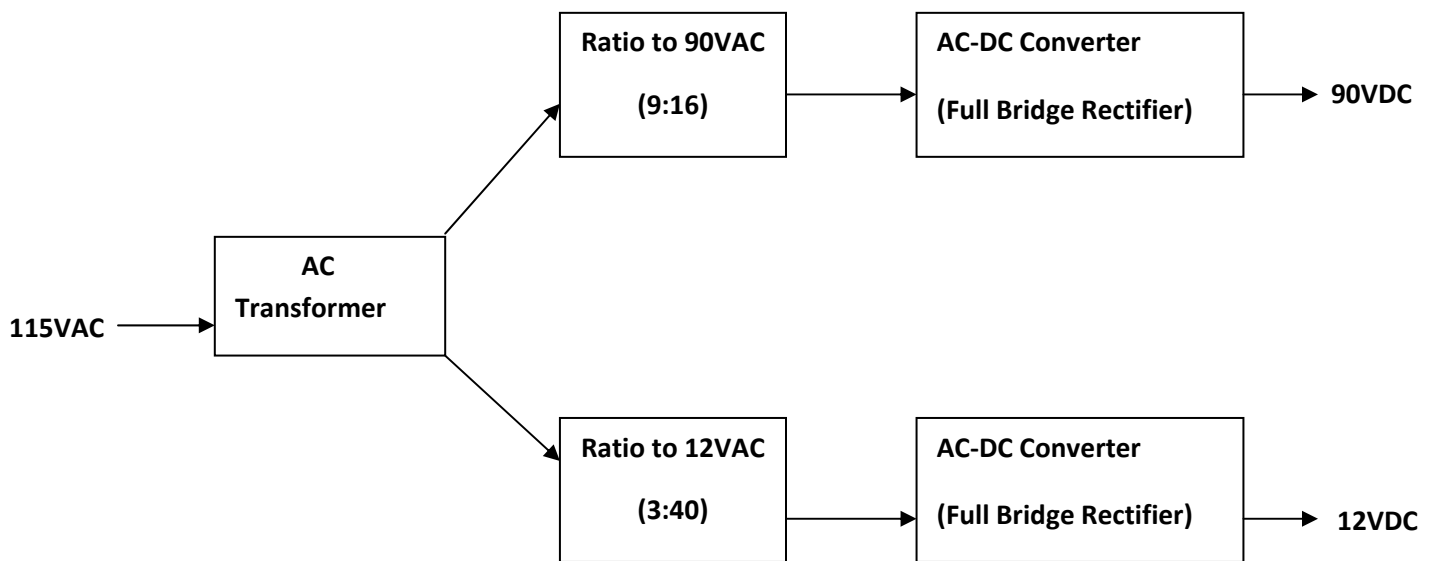 115VAC
AC
Transformer
Ratio to 90VAC
(9:16)
AC-DC Converter
(Full Bridge Rectifier)
90VDC
Ratio to 12VAC
(3:40)
AC-DC Converter
(Full Bridge Rectifier)
12VDC